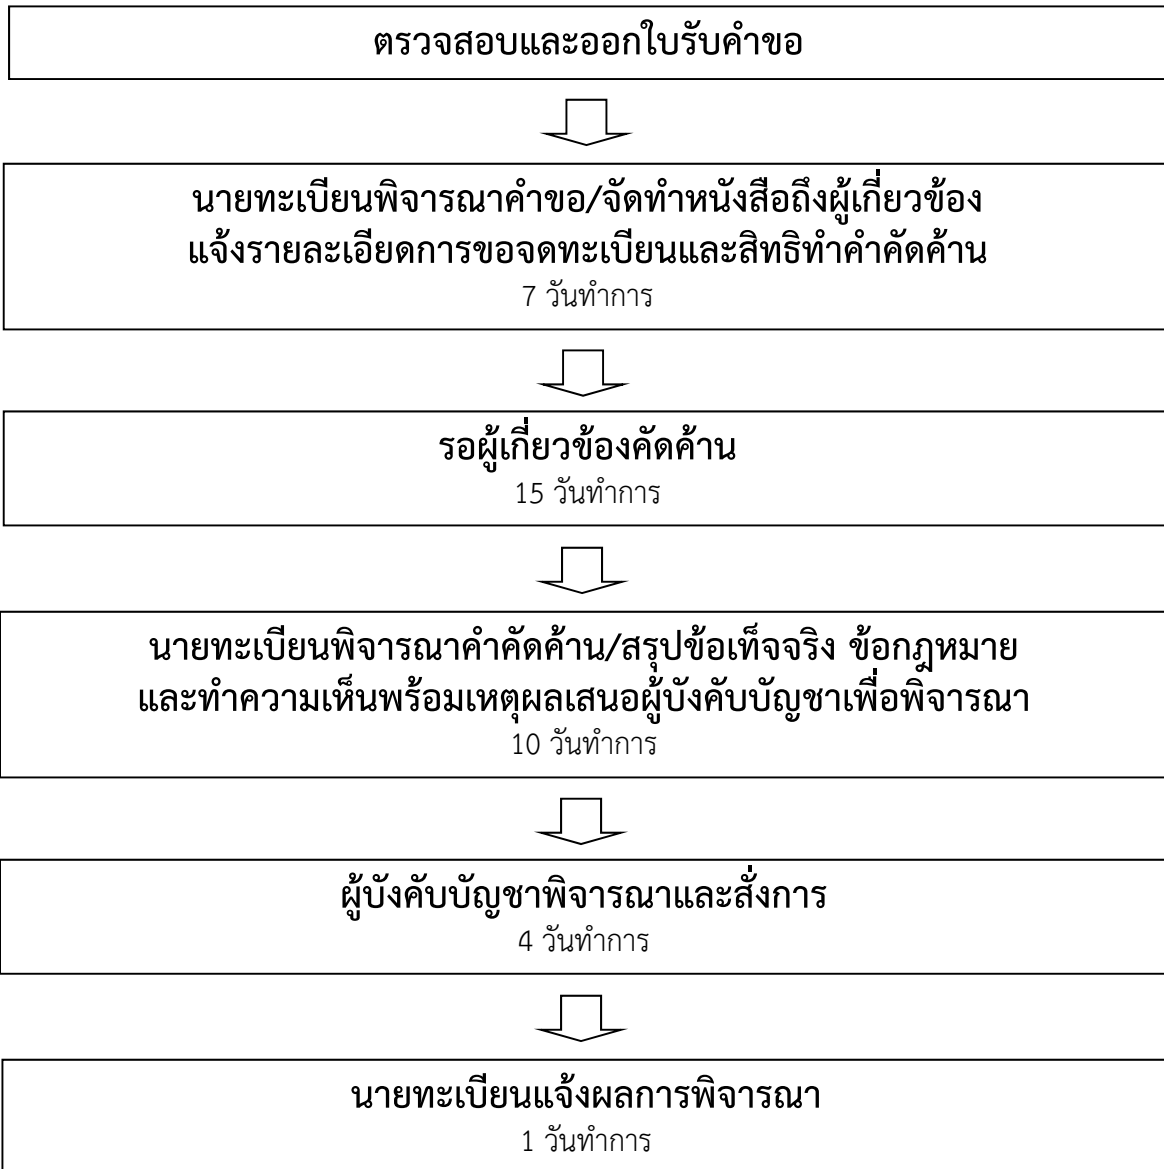 ตรวจสอบและออกใบรับคำขอ
นายทะเบียนพิจารณาคำขอ/จัดทำหนังสือถึงผู้เกี่ยวข้อง
แจ้งรายละเอียดการขอจดทะเบียนและสิทธิทำคำคัดค้าน
7 วันทำการ
รอผู้เกี่ยวข้องคัดค้าน
15 วันทำการ
นายทะเบียนพิจารณาคำคัดค้าน/สรุปข้อเท็จจริง ข้อกฎหมาย
และทำความเห็นพร้อมเหตุผลเสนอผู้บังคับบัญชาเพื่อพิจารณา
10 วันทำการ
ผู้บังคับบัญชาพิจารณาและสั่งการ
4 วันทำการ
นายทะเบียนแจ้งผลการพิจารณา
1 วันทำการ